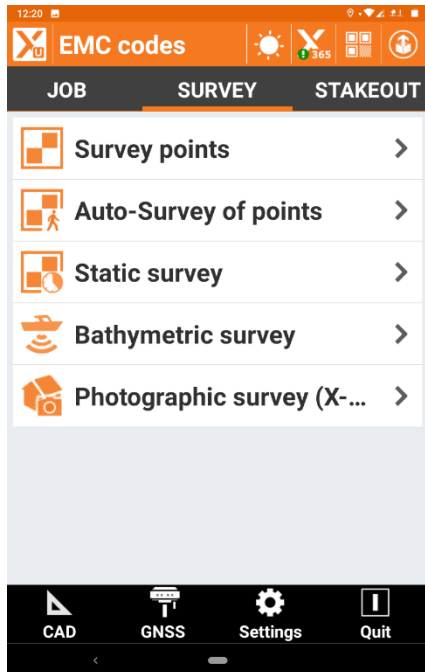 12:20
Xu EMC codes X 365
JOB SURVEY STAKEOUT
Survey points
Auto-Survey of points
Static survey
Bathymetric survey
Photographic survey (X-...
CAD GNSS Settings Quit